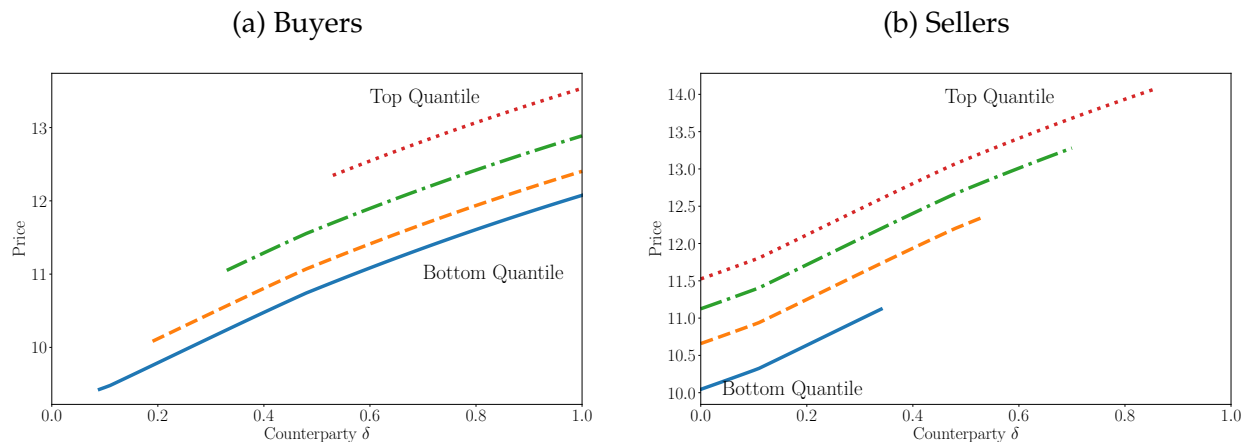 (a) Buyers
Top Quantile
Bottom Quantile
Price
13
12
11
10
0.0 0.2 0.4 0.6 0.8 1.0
Counterparty δ
(b) Sellers
Top Quantile
Bottom Quantile
Price
14.0
13.5
13.0
12.5
12.0
11.5
11.0
10.5
10.0
0.0 0.2 0.4 0.6 0.8 1.0
Counterparty δ